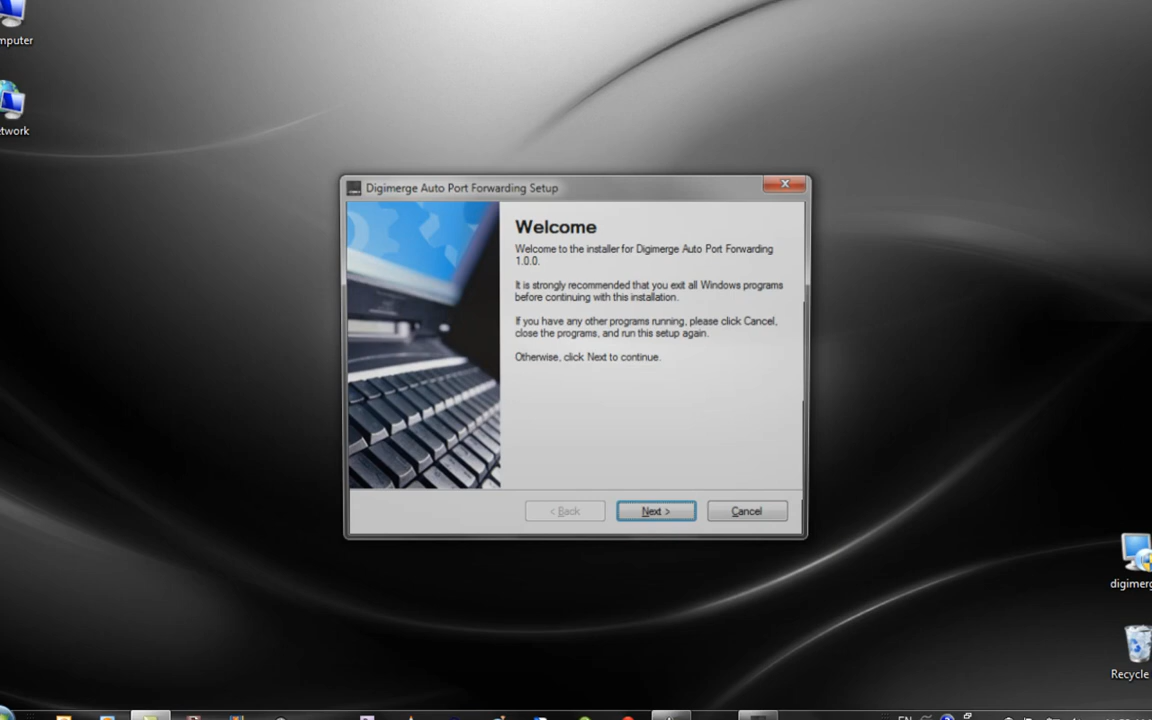 mputer
etwork
Digimerge Auto Port Forwarding Setup
Welcome
Welcome to the installer for Digimerge Auto Port Forwarding
1.0.0.
It is strongly recommended that you exit all Windows programs
before continuing with this installation.
If you have any other programs running, please click Cancel,
close the programs, and run this setup again.
Otherwise, click Next to continue.
< Back
Next >
Cancel
digimerg
Recycle
EN